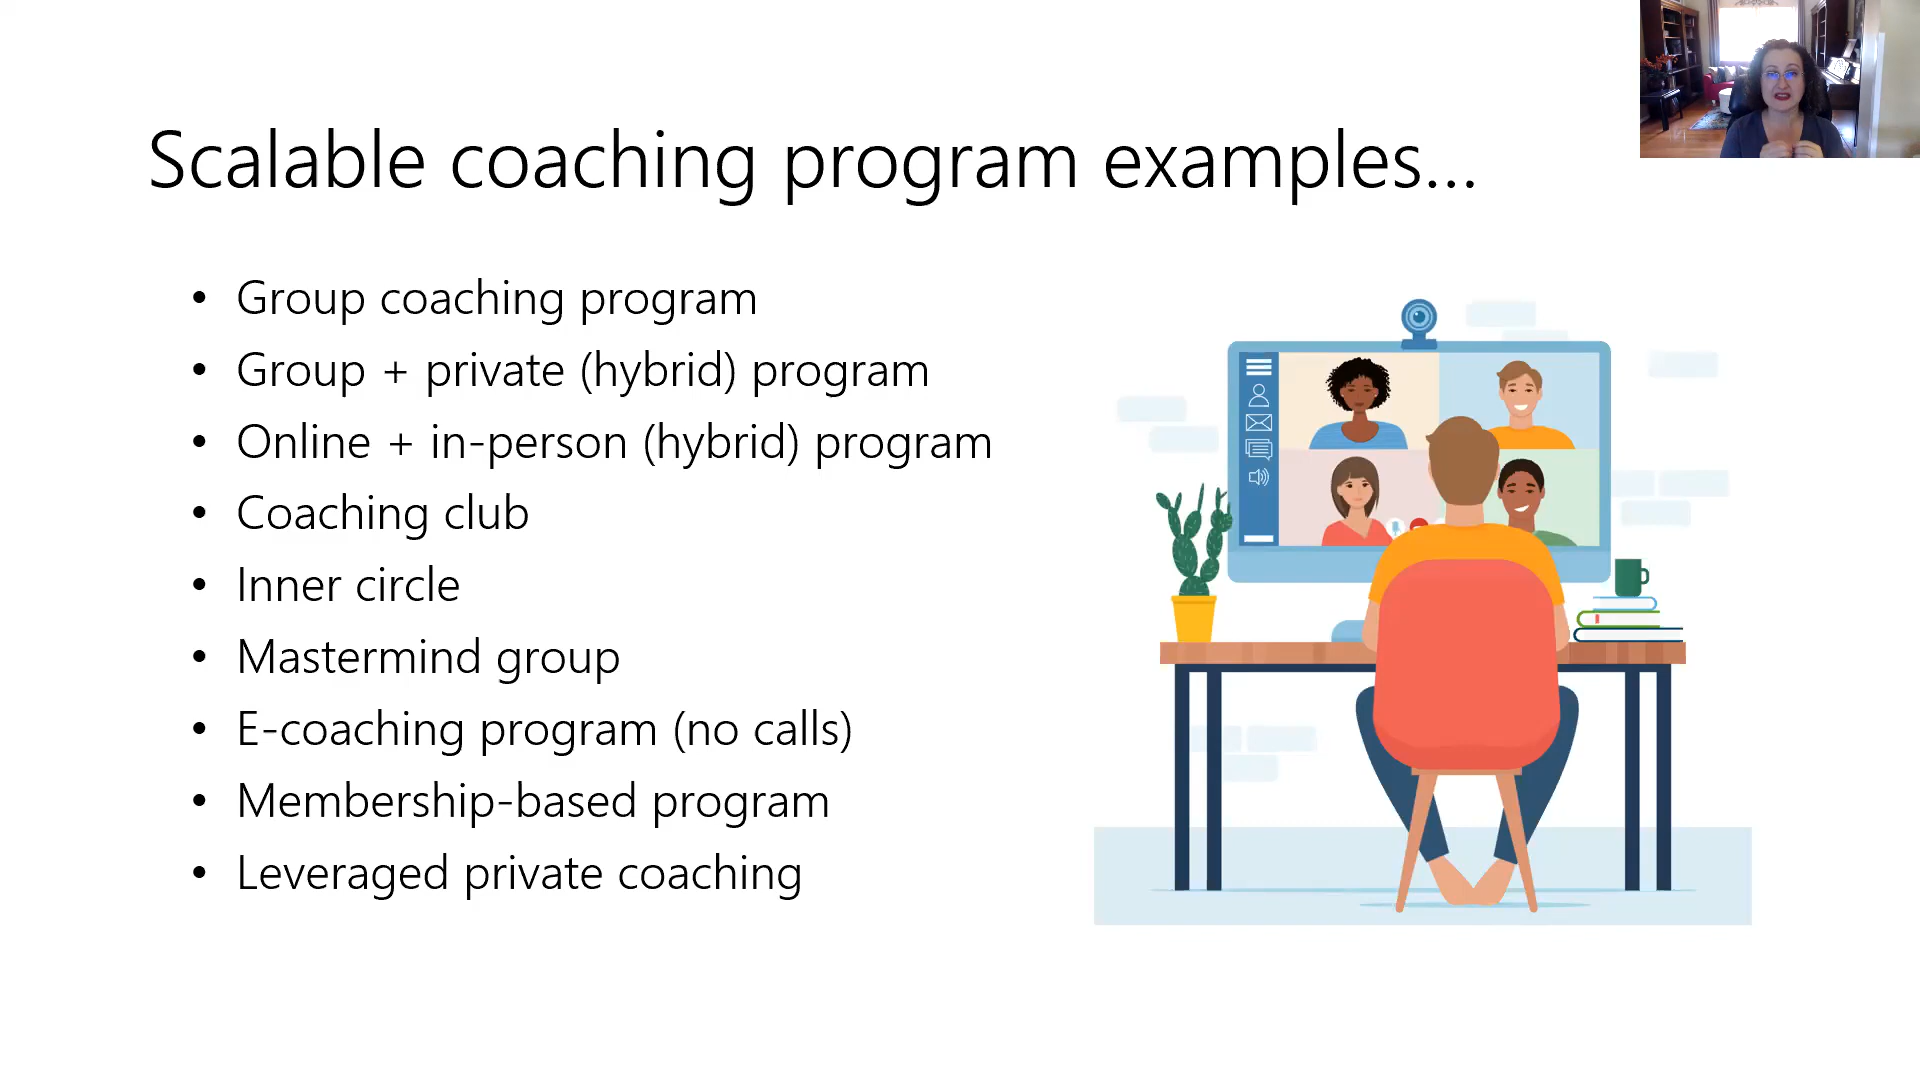 Scalable coaching program examples...
• Group coaching program
• Group + private (hybrid) program
• Online + in-person (hybrid) program
• Coaching club
• Inner circle
• Mastermind group
• E-coaching program (no calls)
• Membership-based program
• Leveraged private coaching